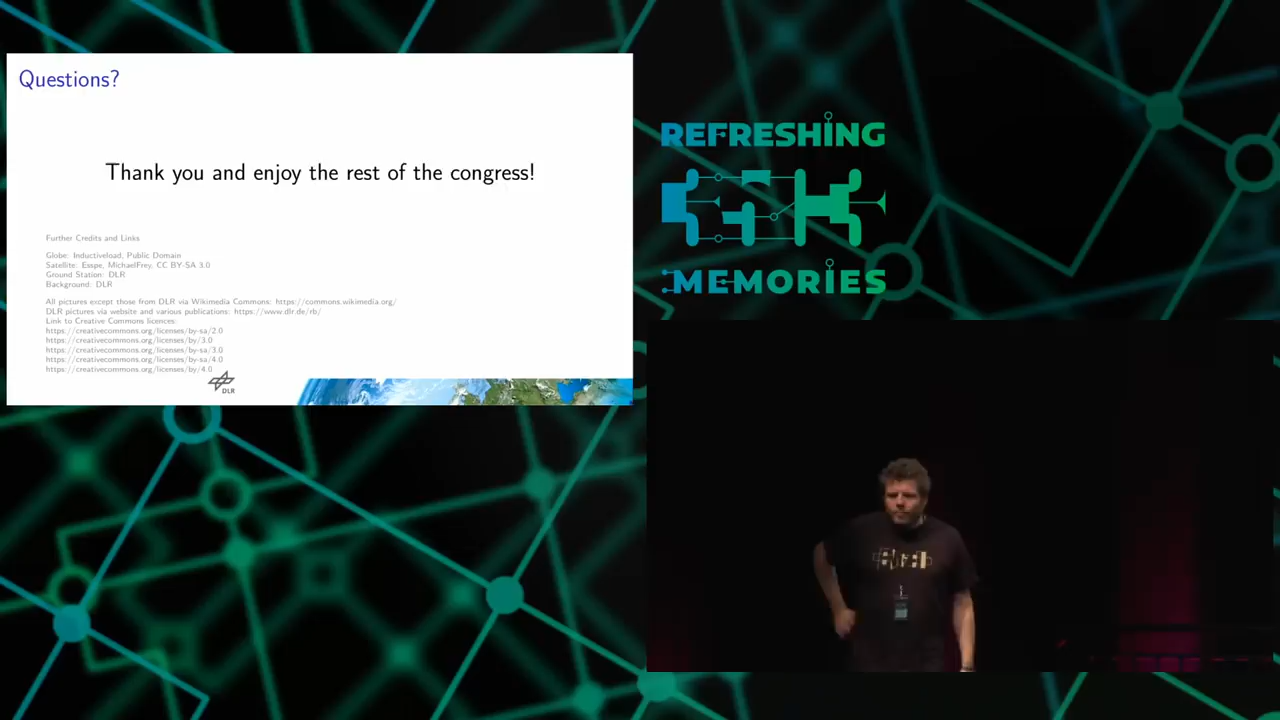 Questions?
Thank you and enjoy the rest of the congress!
Further Credits and Links
Globe: Inductiveload, Public Domain
Satellite: Esspe, MichaelFrey, CC BY-SA 3.0
Ground Station: DLR
Background: DLR
All pictures except those from DLR via Wikimedia Commons: https://commons.wikimedia.org/
DLR pictures via website and various publications: https://www.dlr.de/rb/
Link to Creative Commons licences:
https://creativecommons.org/licenses/by-sa/2.0
https://creativecommons.org/licenses/by/3.0
https://creativecommons.org/licenses/by-sa/3.0
https://creativecommons.org/licenses/by-sa/4.0
https://creativecommons.org/licenses/by/4.0
DLR
REFRESHING
MEMORIES